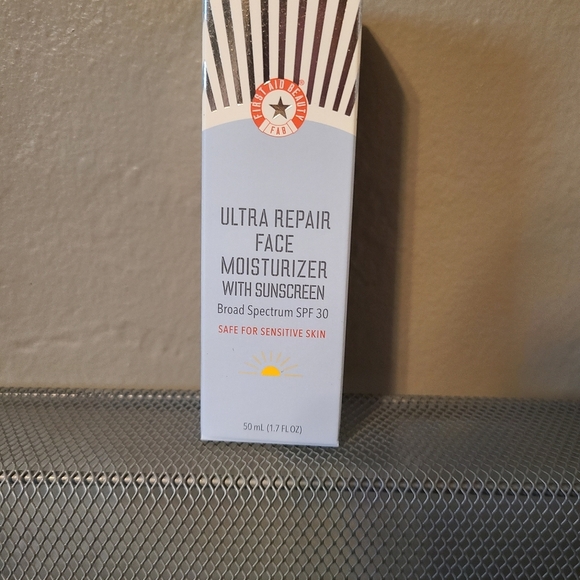 FIRST AID BEAUTY®
FAB
ULTRA REPAIR
FACE
MOISTURIZER
WITH SUNSCREEN
Broad Spectrum SPF 30
SAFE FOR SENSITIVE SKIN
50 mL (1.7 FL OZ)